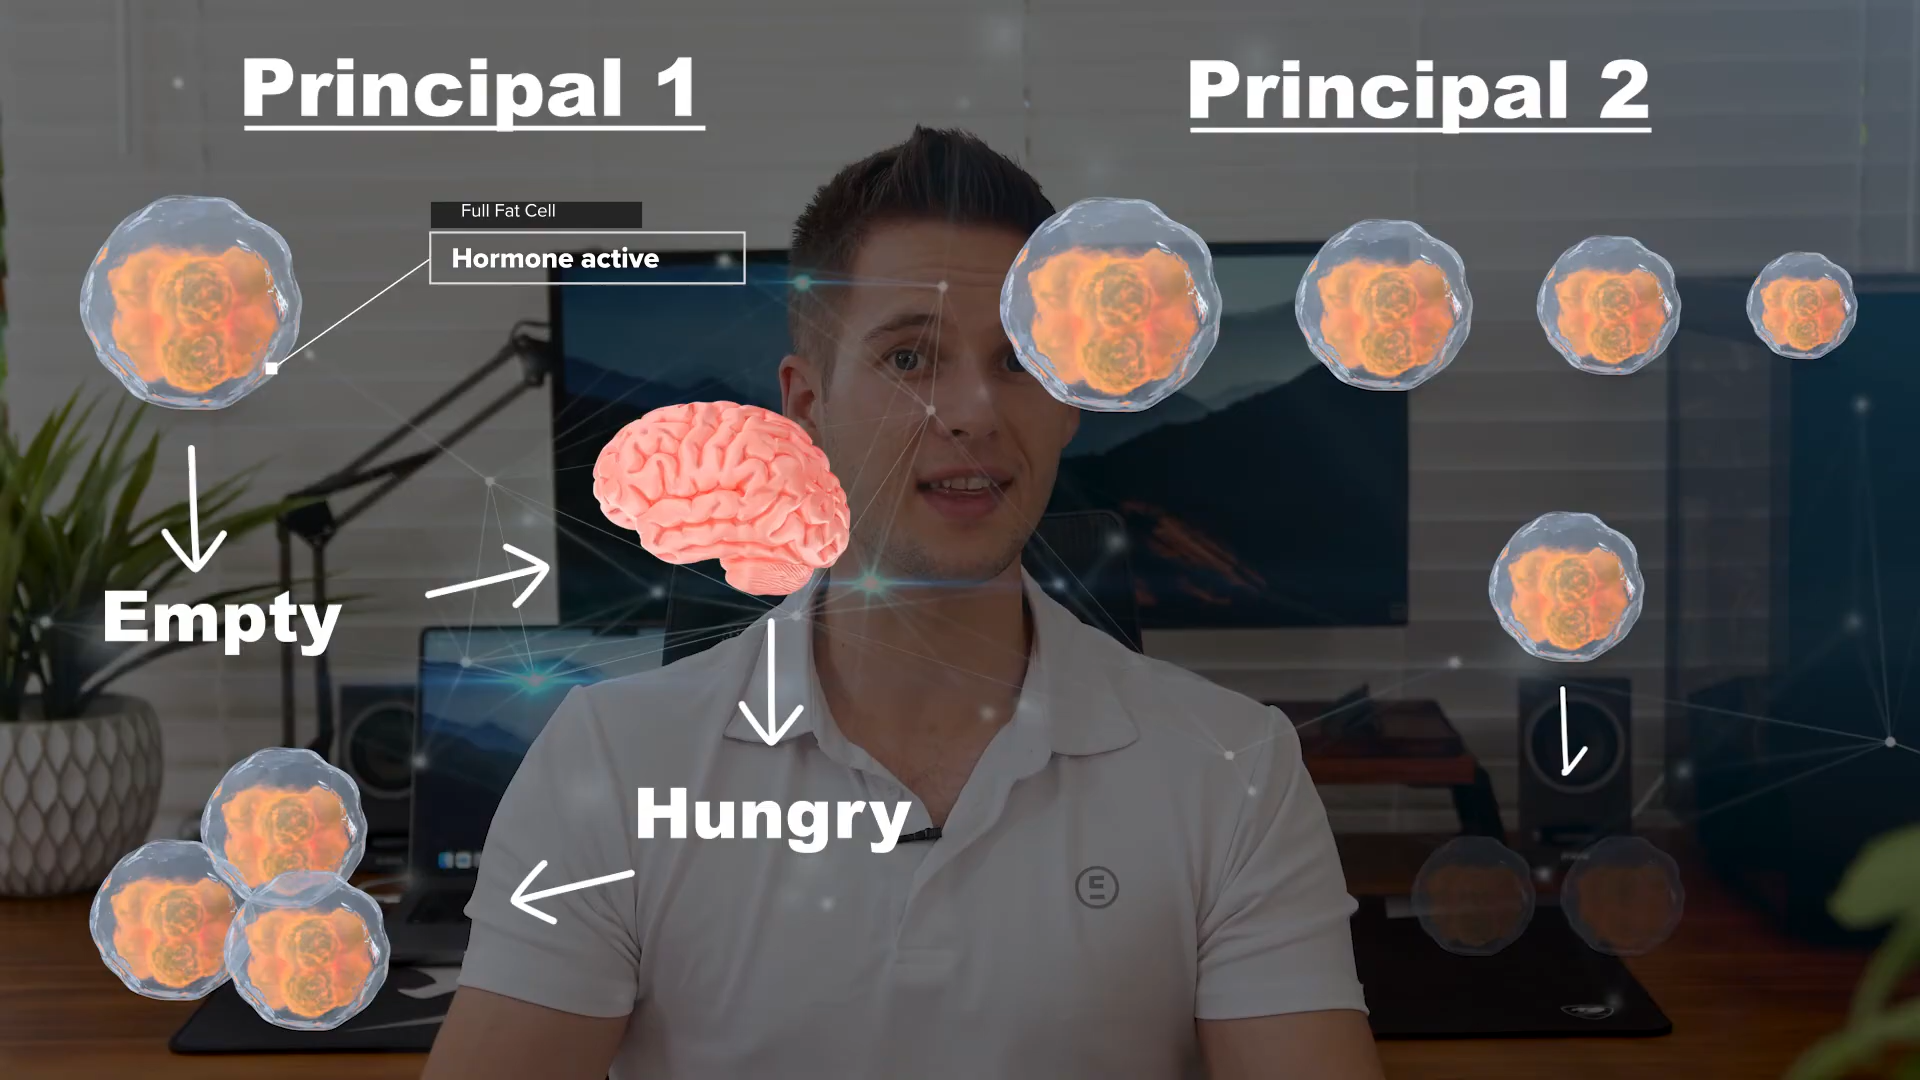 Principal 1
Principal 2
Full Fat Cell
Hormone active
Empty
Hungry